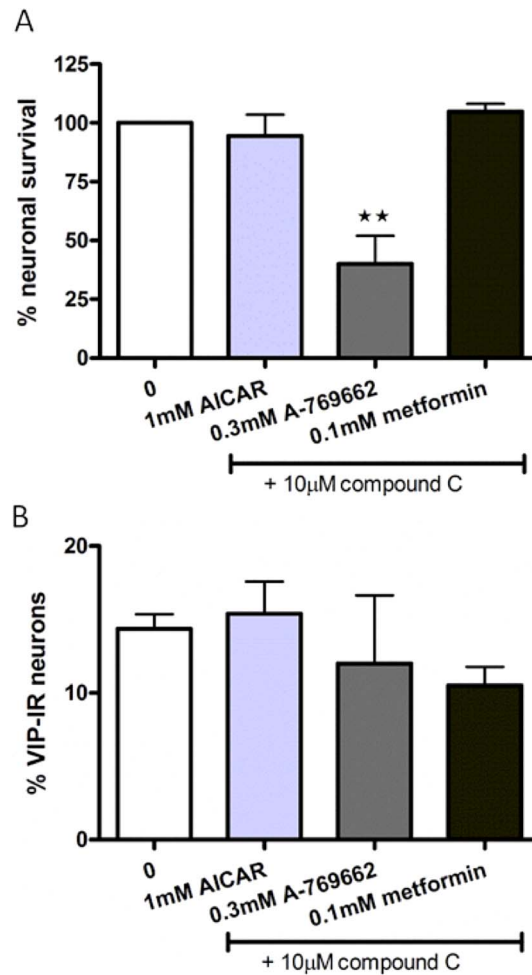 A
% neuronal survival
125
100
75
50
25
0
★★
0
1mM AICAR
0.3mM A-769662
0.1mM metformin
+ 10μM compound C
B
% VIP-IR neurons
20
10
0
0
1mM AICAR
0.3mM A-769662
0.1mM metformin
+ 10μM compound C